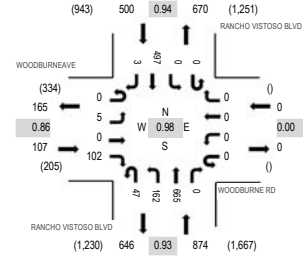 (943) 500 0.94 670 (1,251)
RANCHO VISTOSO BLVD
WOODBURNEAVE
3 497 0 0
(334)
165
0.86
107
(205)
0
5
0
102
N
W 0.98 E
S
0
0
0
0
()
0
0.00
0
()
47 162 665 0
WOODBURNE RD
RANCHO VISTOSO BLVD
(1,230) 646 0.93 874 (1,667)